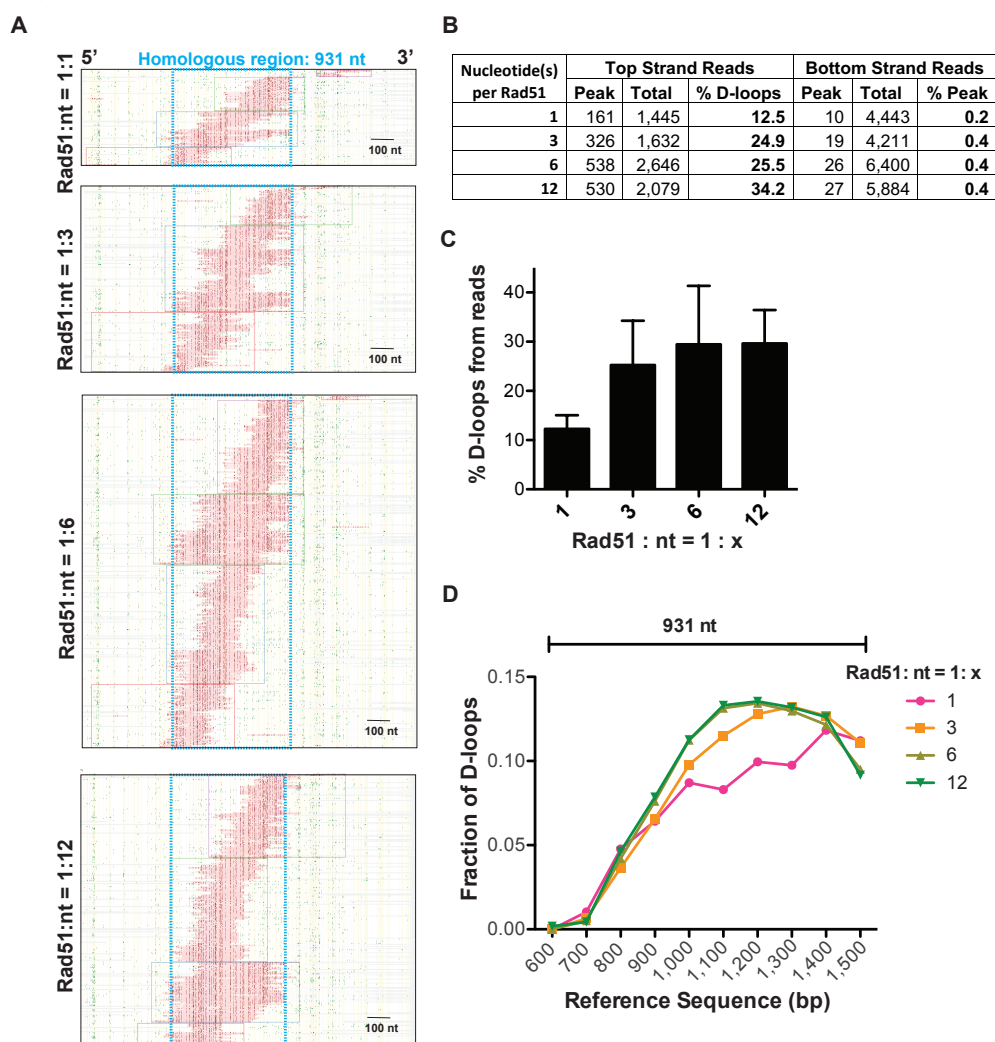 A
5’ Homologous region: 931 nt 3’
Rad51:nt = 1:1
100 nt
Rad51:nt = 1:3
100 nt
Rad51:nt = 1:6
100 nt
Rad51:nt = 1:12
100 nt
B
Nucleotide(s) per Rad51 Top Strand Reads Bottom Strand Reads
Peak Total % D-loops Peak Total % Peak
1 161 1,445 12.5 10 4,443 0.2
3 326 1,632 24.9 19 4,211 0.4
6 538 2,646 25.5 26 6,400 0.4
12 530 2,079 34.2 27 5,884 0.4
C
% D-loops from reads
40
30
20
10
0
1 3 6 12
Rad51 : nt = 1 : x
D
931 nt
Fraction of D-loops
0.15
0.10
0.05
0.00
600 700 800 900 1,000 1,100 1,200 1,300 1,400 1,500
Reference Sequence (bp)
Rad51: nt = 1: x
1
3
6
12